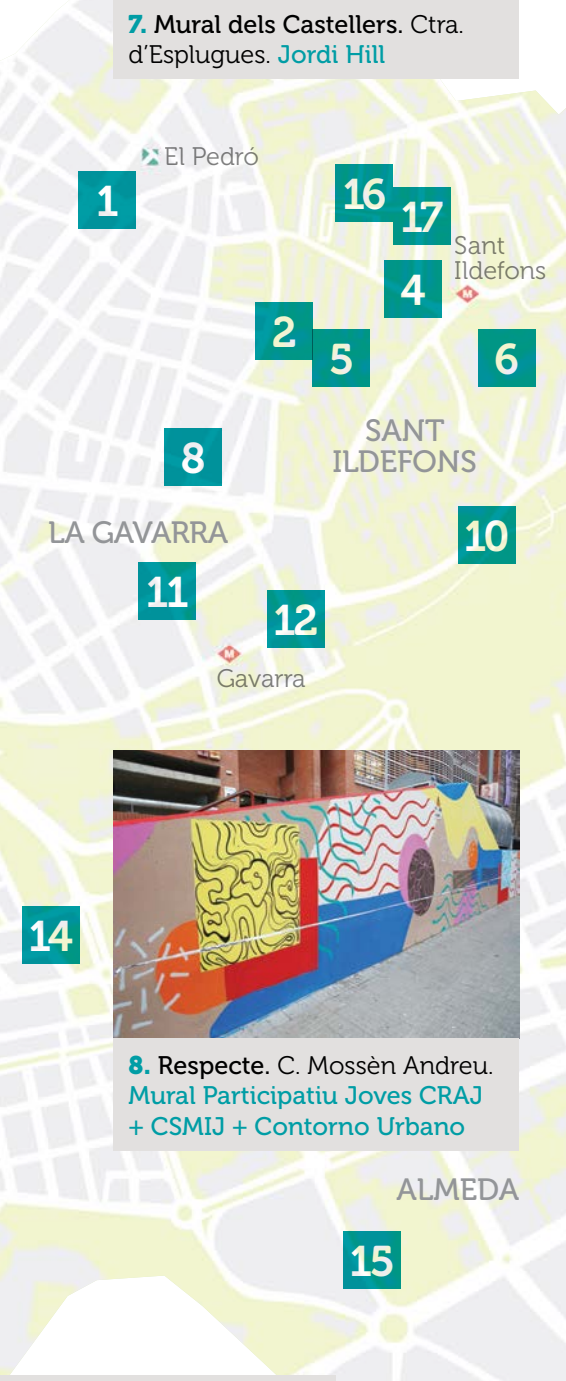 7. Mural dels Castellers. Ctra.
d'Esplugues. Jordi Hill
El Pedró
1
16
17
Sant
Ildefons
4
2
5
6
8
SANT
ILDEFONS
LA GAVARRA
10
11
12
Gavarra
14
8. Respecte. C. Mossèn Andreu.
Mural Participatiu Joves CRAJ
+ CSMIJ + Contorno Urbano
ALMEDA
15